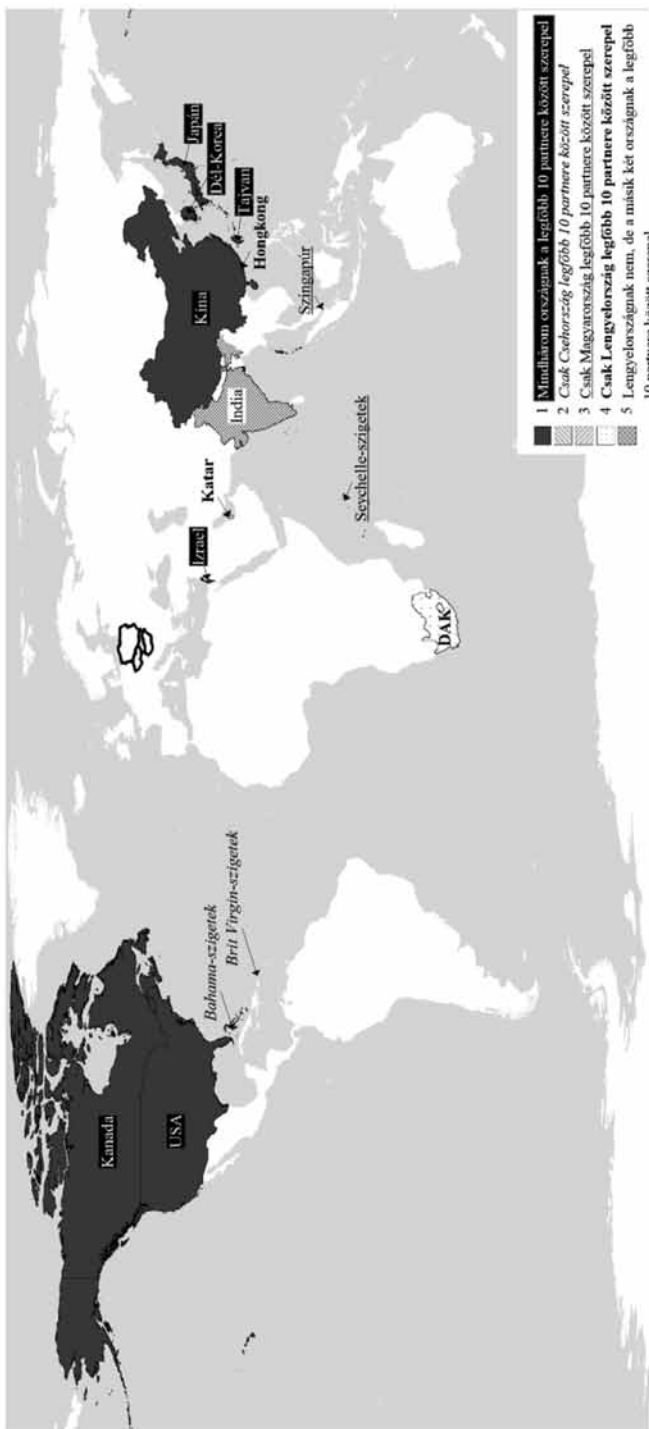 Kanada
USA
Bahama-szigetek
Brit Virgin-szigetek
Izrael
Katar
Kína
India
Japán
Dél-Korea
Tajvan
Hongkong
Szingapúr
Seychelle-szigetek
DAK
1 Mindhárom országnak a legfőbb 10 partnere között szerepel
2 Csak Csehország legfőbb 10 partnere között szerepel
3 Csak Magyarország legfőbb 10 partnere között szerepel
4 Csak Lengyelország legfőbb 10 partnere között szerepel
5 Lengyelországnak nem, de a másik két országnak a legfőbb
10 partnere között szerepel